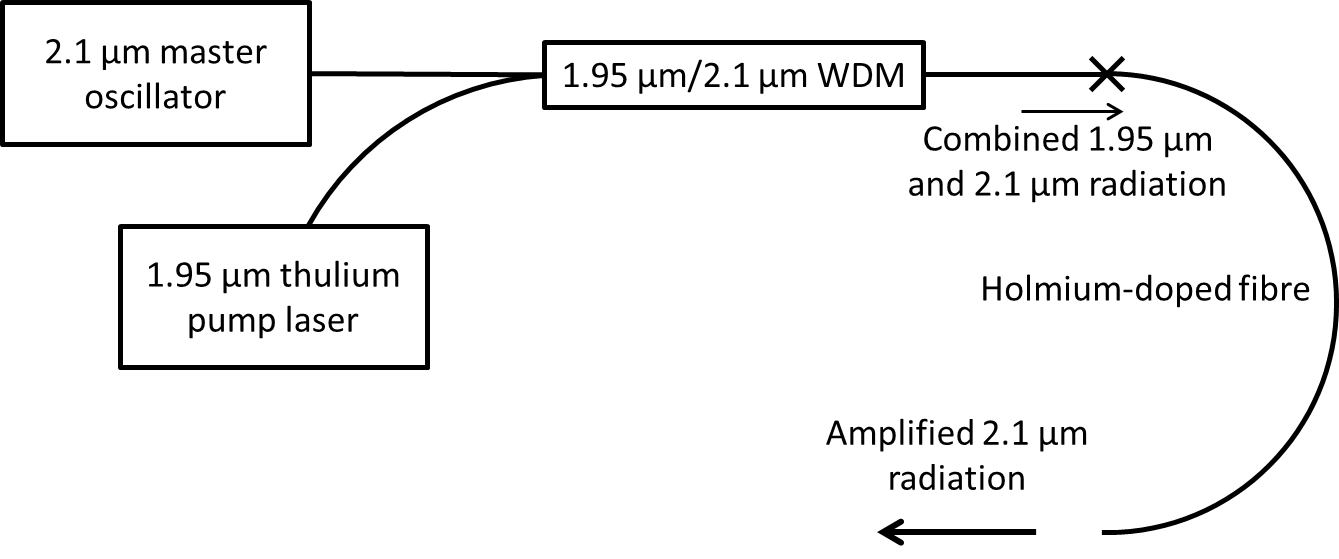 2.1 µm master
oscillator
1.95 µm/2.1 µm WDM
Combined 1.95 µm
and 2.1 µm radiation
1.95 µm thulium
pump laser
Holmium-doped fibre
Amplified 2.1 µm
radiation